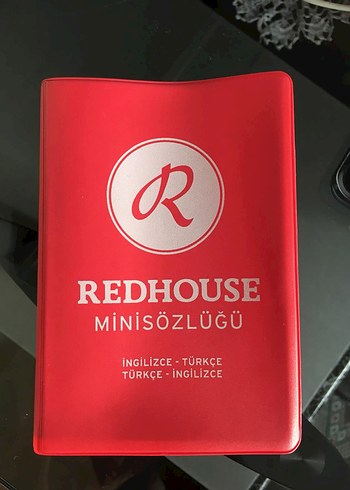 R
REDHOUSE
MİNİSÖZLÜĞÜ
İNGİLİZCE - TÜRKÇE
TÜRKÇE - İNGİLİZCE